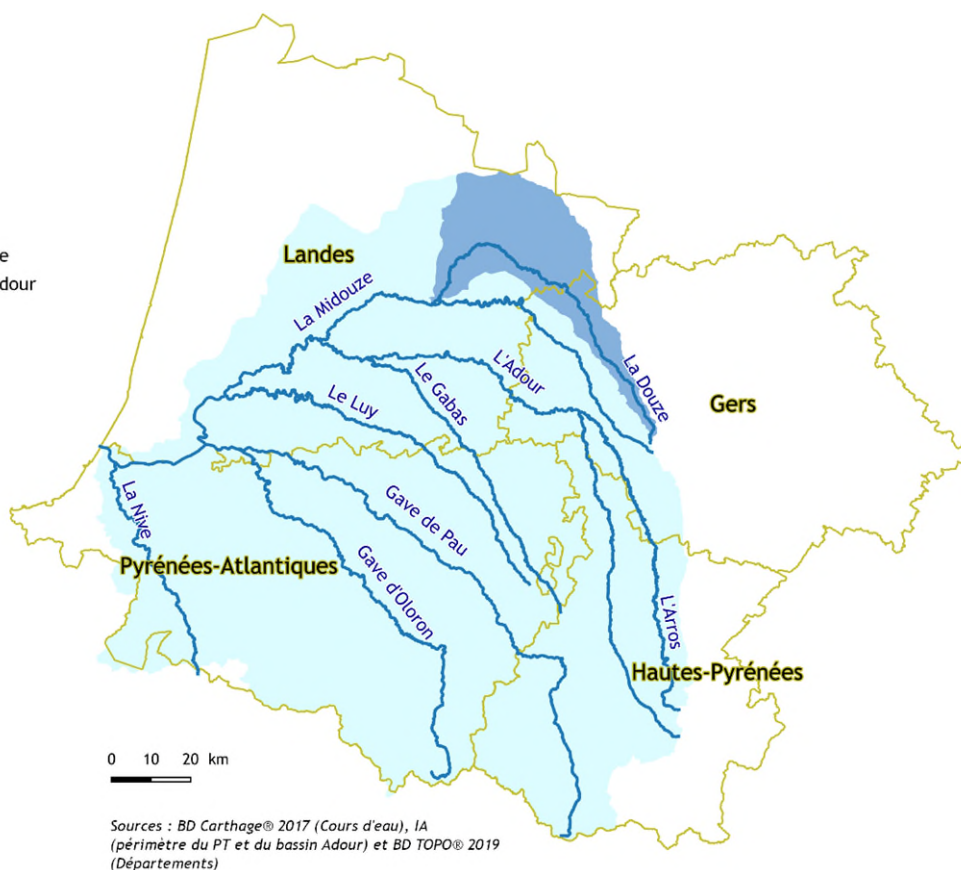 e
dour
Landes
La Midouze
L'Adour
Le Gabas
Le Luy
La Douze
Gers
La Nive
Gave de Pau
Pyrénées-Atlantiques
Gave d'Oloron
L'Arros
Hautes-Pyrénées
0 10 20 km
Sources : BD Carthage® 2017 (Cours d'eau), IA
(périmètre du PT et du bassin Adour) et BD TOPO® 2019
(Départements)